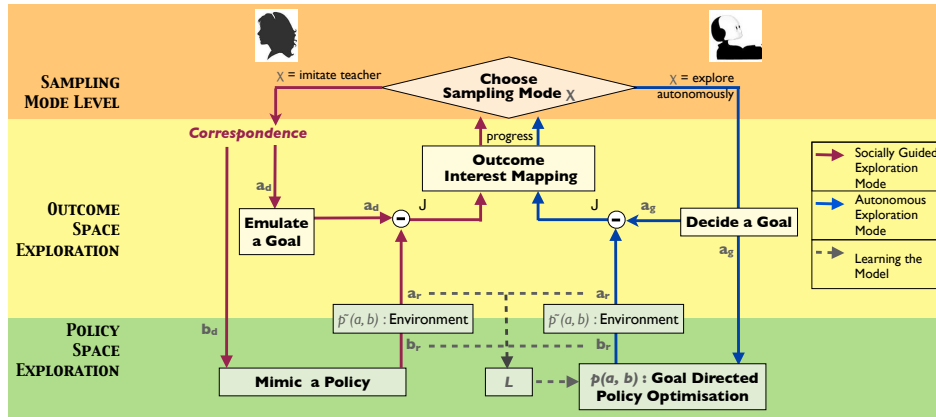 SAMPLING
MODE LEVEL
χ = imitate teacher
Choose
Sampling Mode χ
χ = explore
autonomously
Correspondence
progress
Outcome
Interest Mapping
OUTCOME
SPACE
EXPLORATION
a_d
Emulate
a Goal
a_d
-
J
J
-
a_g
Decide a Goal
a_g
a_r
a_r
p~(a, b) : Environment
p~(a, b) : Environment
POLICY
SPACE
EXPLORATION
b_d
b_r
b_r
Mimic a Policy
L
p(a, b) : Goal Directed
Policy Optimisation
Socially Guided
Exploration
Mode
Autonomous
Exploration
Mode
Learning the
Model